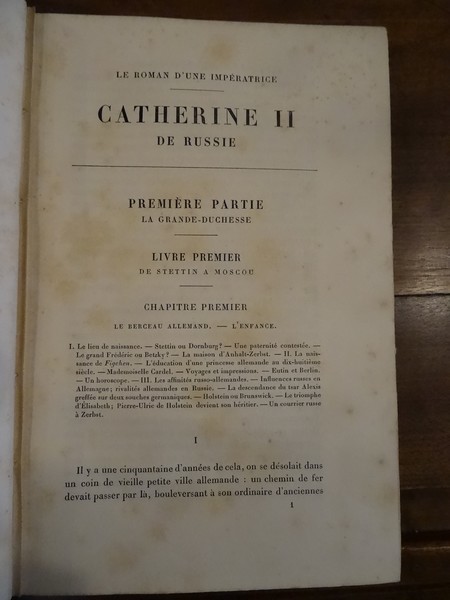 LE ROMAN D'UNE IMPÉRATRICE
CATHERINE II
DE RUSSIE
PREMIÈRE PARTIE
LA GRANDE-DUCHESSE
LIVRE PREMIER
DE STETTIN A MOSCOU
CHAPITRE PREMIER
LE BERCEAU ALLEMAND. — L'ENFANCE.
I. Le lieu de naissance. — Stettin ou Dornburg? — Une paternité contestée. —
Le grand Frédéric ou Betzky? — La maison d'Anhalt-Zerbst. — II. La nais-
sance de Figchen. — L'éducation d'une princesse allemande au dix-huitième
siècle. — Mademoiselle Cardel. — Voyages et impressions. — Eutin et Berlin.
— Un horoscope. — III. Les affinités russo-allemandes. — Influences russes en
Allemagne; rivalités allemandes en Russie. — La descendance du tsar Alexis
greffée sur deux souches germaniques. — Holstein ou Brunswick. — Le triomphe
d'Élisabeth; Pierre-Ulric de Holstein devient son héritier. — Un courrier russe
à Zerbst.
I
Il y a une cinquantaine d'années de cela, on se désolait dans
un coin de vieille petite ville allemande : un chemin de fer
devait passer par là, bouleversant à son ordinaire d'anciennes
1